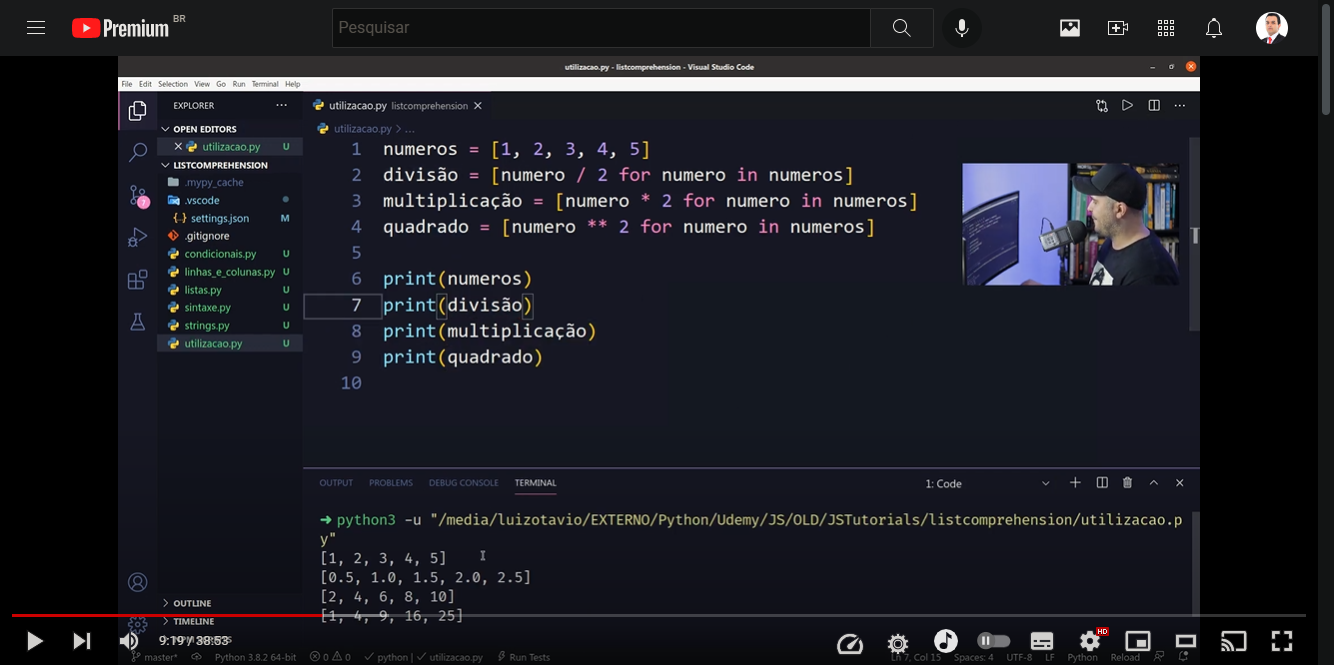 Premium BR
Pesquisar
utilizacao.py - listcomprehension - Visual Studio Code
File Edit Selection View Go Run Terminal Help
EXPLORER ...
OPEN EDITORS
utilizacao.py U
LISTCOMPREHENSION
.mypy_cache
.vscode
{} settings.json M
.gitignore
condicionais.py U
linhas_e_colunas.py U
listas.py U
sintaxe.py U
strings.py U
utilizacao.py U
OUTLINE
TIMELINE
7
utilizacao.py listcomprehension
utilizacao.py > ...
1 numeros = [1, 2, 3, 4, 5]
2 divisão = [numero / 2 for numero in numeros]
3 multiplicação = [numero * 2 for numero in numeros]
4 quadrado = [numero ** 2 for numero in numeros]
5
6 print(numeros)
7 print(divisão)
8 print(multiplicação)
9 print(quadrado)
10
T
OUTPUT PROBLEMS DEBUG CONSOLE TERMINAL 1: Code
➜ python3 -u "/media/luizotavio/EXTERNO/Python/Udemy/JS/OLD/JSTutorials/listcomprehension/utilizacao.p
y"
[1, 2, 3, 4, 5]
[0.5, 1.0, 1.5, 2.0, 2.5]
[2, 4, 6, 8, 10]
[1, 4, 9, 16, 25]
9:19 / 38:53
HD
master* Python 3.8.2 64-bit 0 0 python | utilizacao.py Run Tests Ln 7, Col 15 Spaces: 4 UTF-8 LF Python Reload